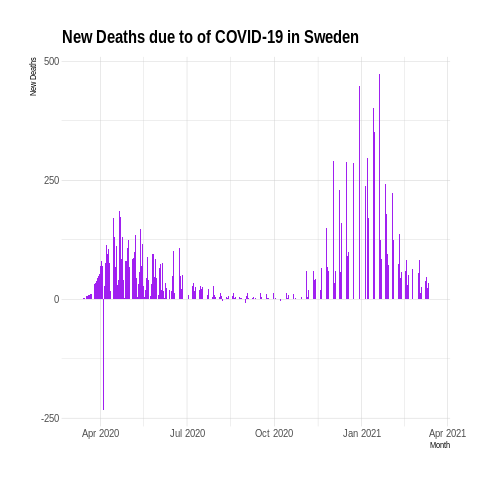 New Deaths due to of COVID-19 in Sweden
New Deaths
500
250
0
-250
Apr 2020
Jul 2020
Oct 2020
Jan 2021
Apr 2021
Month